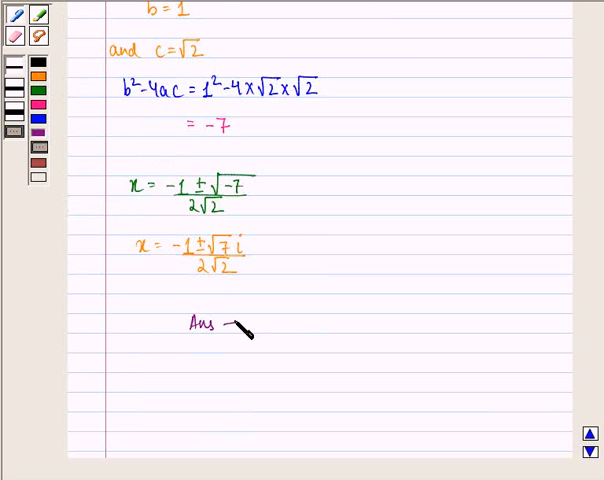 b = 1
and c = √2
b² - 4ac = 1² - 4 × √2 × √2
= -7
x = (-1 ± √-7) / 2√2
x = (-1 ± √7 i) / 2√2
Ans -